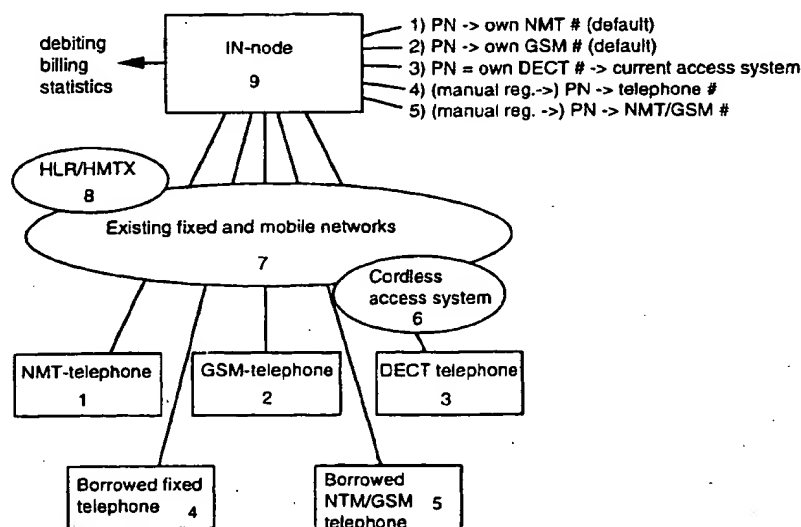 debiting
billing
statistics
IN-node
9
1) PN -> own NMT # (default)
2) PN -> own GSM # (default)
3) PN = own DECT # -> current access system
4) (manual reg.->) PN -> telephone #
5) (manual reg. ->) PN -> NMT/GSM #
HLR/HMTX
8
Existing fixed and mobile networks
7
Cordless
access system
6
NMT-telephone
1
GSM-telephone
2
DECT telephone
3
Borrowed fixed
telephone 4
Borrowed
NTM/GSM 5
telephone